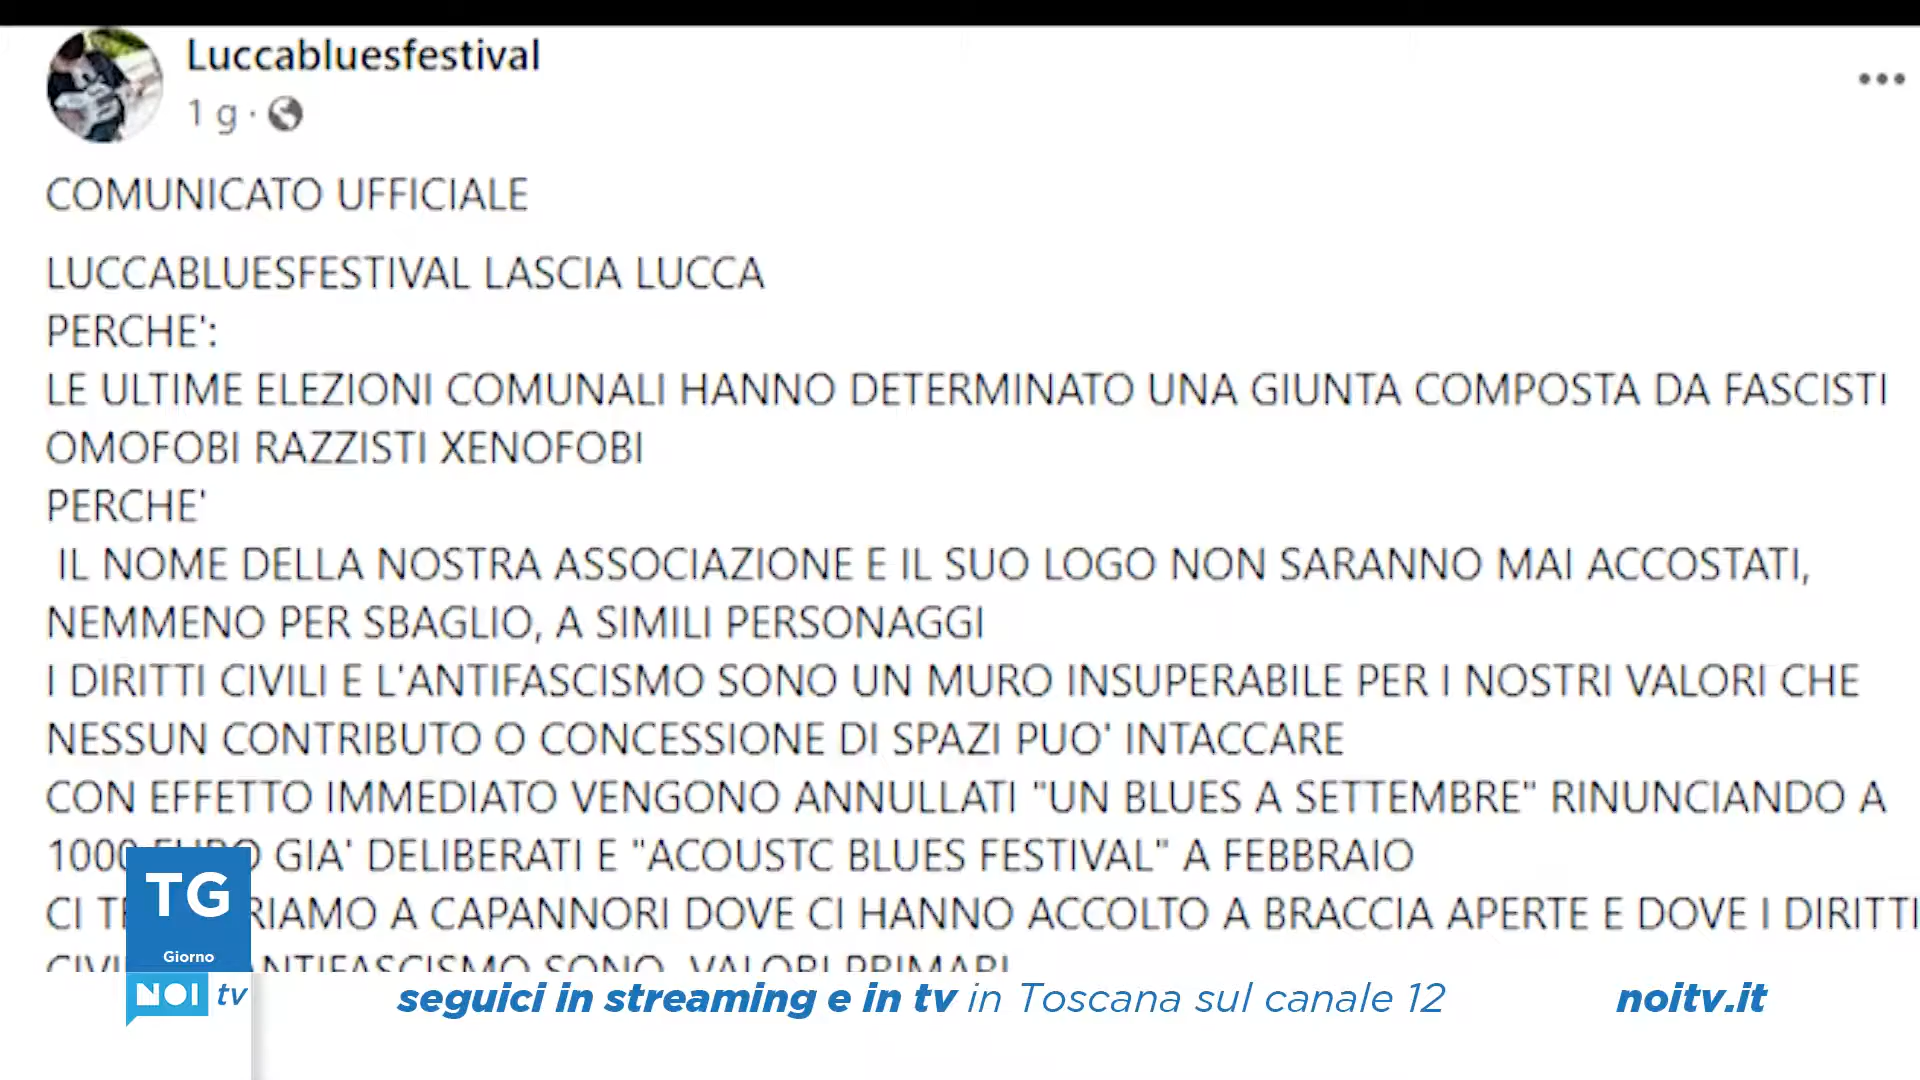 Luccabluesfestival
1 g ·
COMUNICATO UFFICIALE
LUCCABLUESFESTIVAL LASCIA LUCCA
PERCHE':
LE ULTIME ELEZIONI COMUNALI HANNO DETERMINATO UNA GIUNTA COMPOSTA DA FASCISTI
OMOFOBI RAZZISTI XENOFOBI
PERCHE'
IL NOME DELLA NOSTRA ASSOCIAZIONE E IL SUO LOGO NON SARANNO MAI ACCOSTATI,
NEMMENO PER SBAGLIO, A SIMILI PERSONAGGI
I DIRITTI CIVILI E L'ANTIFASCISMO SONO UN MURO INSUPERABILE PER I NOSTRI VALORI CHE
NESSUN CONTRIBUTO O CONCESSIONE DI SPAZI PUO' INTACCARE
CON EFFETTO IMMEDIATO VENGONO ANNULLATI "UN BLUES A SETTEMBRE" RINUNCIANDO A
1000 EURO GIA' DELIBERATI E "ACOUSTC BLUES FESTIVAL" A FEBBRAIO
CI A CAPANNORI DOVE CI HANNO ACCOLTO A BRACCIA APERTE E DOVE I DIRITTI
SONO VALORI PRIMARI
TG
Giorno
NOI tv
seguici in streaming e in tv in Toscana sul canale 12
noitv.it